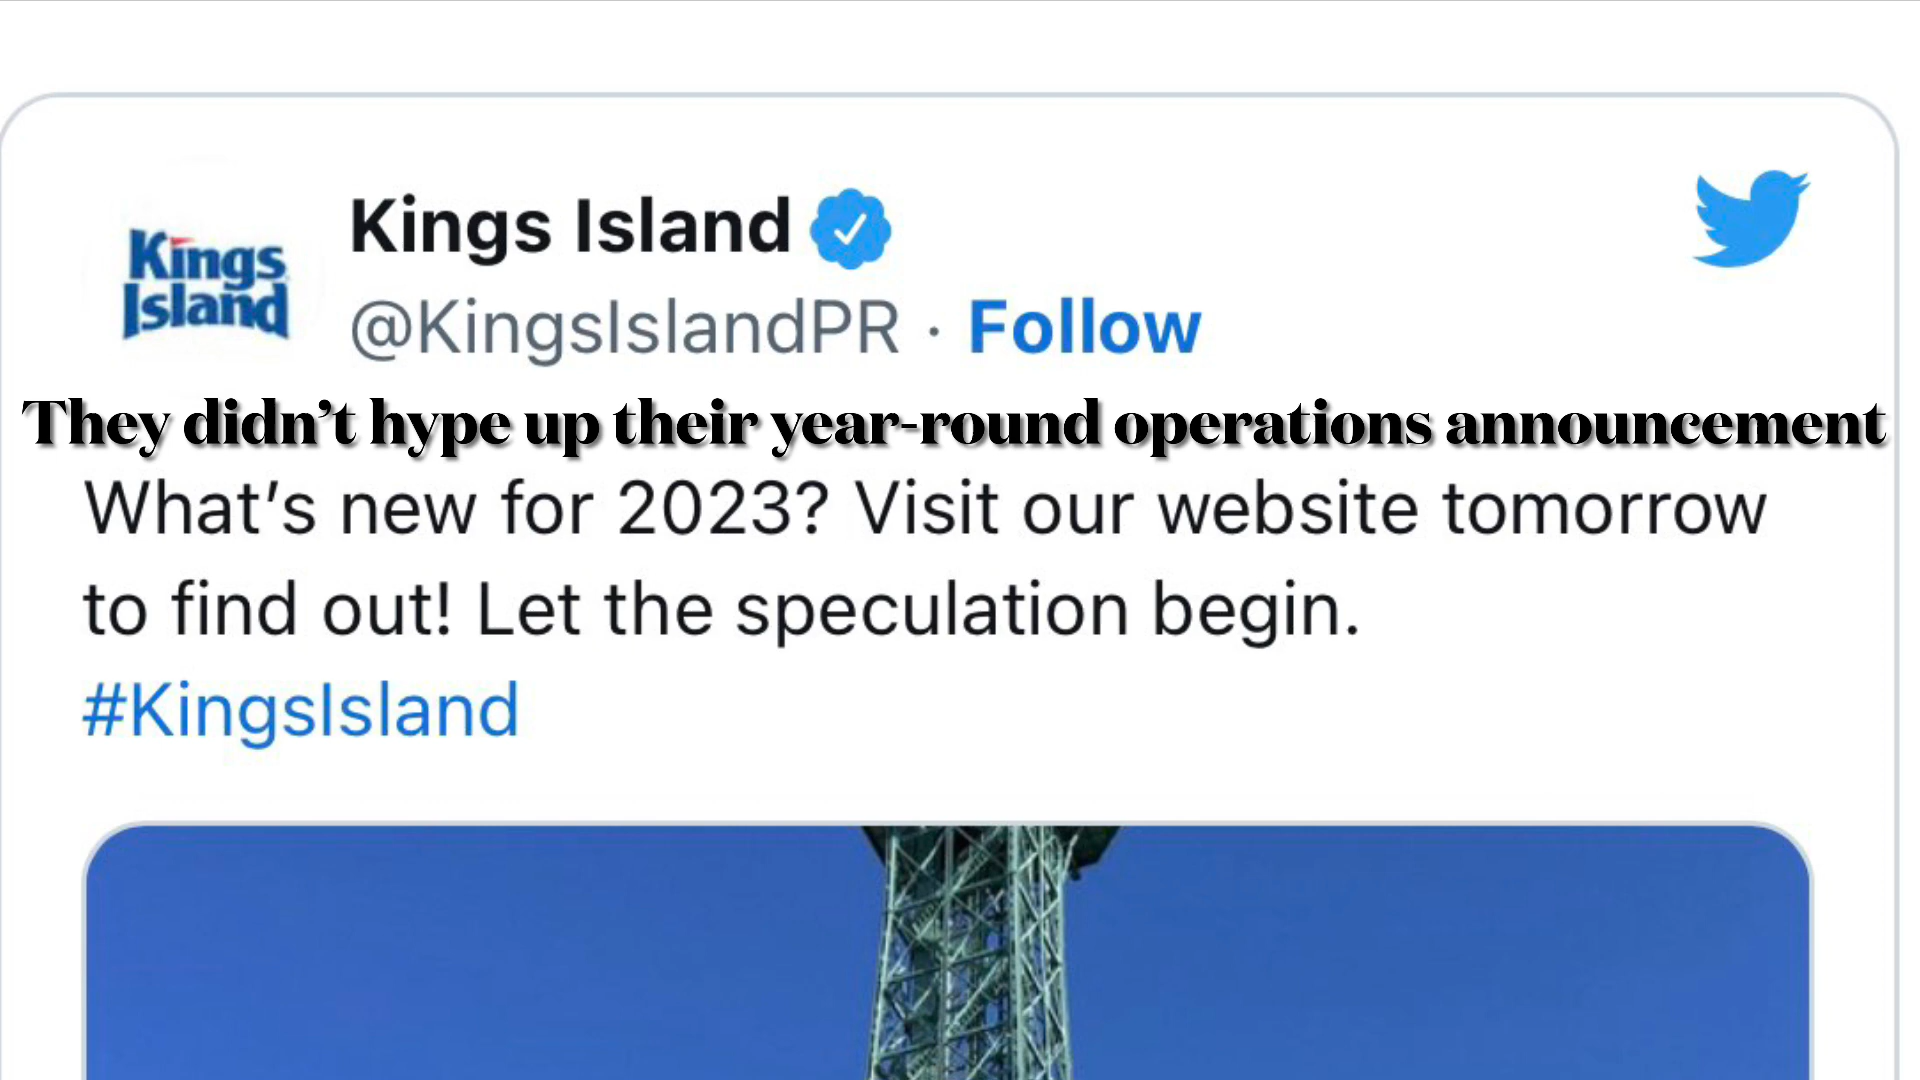 Kings
Island
Kings Island
@KingsIslandPR · Follow
They didn’t hype up their year-round operations announcement
What’s new for 2023? Visit our website tomorrow
to find out! Let the speculation begin.
#KingsIsland